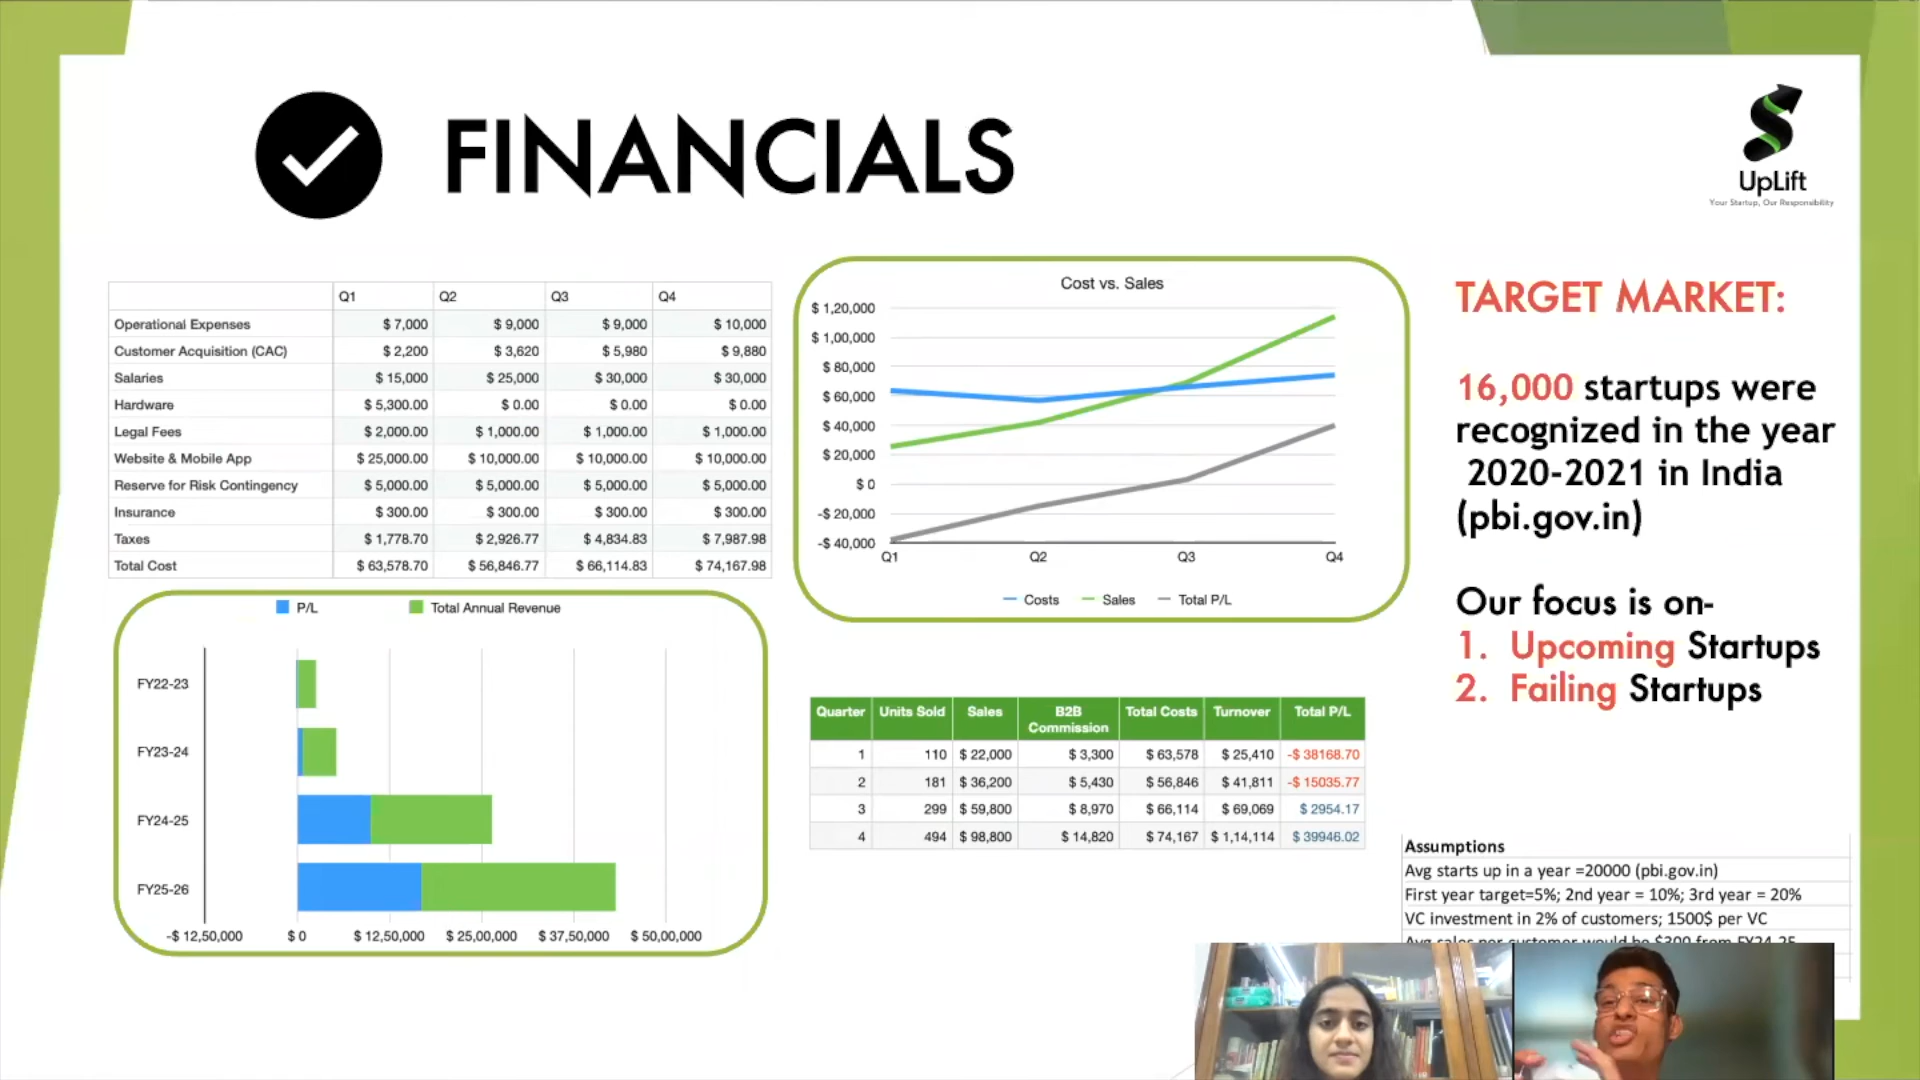 FINANCIALS
UpLift
Your Startup, Our Responsibility
Q1 Q2 Q3 Q4
Operational Expenses $ 7,000 $ 9,000 $ 9,000 $ 10,000
Customer Acquisition (CAC) $ 2,200 $ 3,620 $ 5,980 $ 9,880
Salaries $ 15,000 $ 25,000 $ 30,000 $ 30,000
Hardware $ 5,300.00 $ 0.00 $ 0.00 $ 0.00
Legal Fees $ 2,000.00 $ 1,000.00 $ 1,000.00 $ 1,000.00
Website & Mobile App $ 25,000.00 $ 10,000.00 $ 10,000.00 $ 10,000.00
Reserve for Risk Contingency $ 5,000.00 $ 5,000.00 $ 5,000.00 $ 5,000.00
Insurance $ 300.00 $ 300.00 $ 300.00 $ 300.00
Taxes $ 1,778.70 $ 2,926.77 $ 4,834.83 $ 7,987.98
Total Cost $ 63,578.70 $ 56,846.77 $ 66,114.83 $ 74,167.98
Cost vs. Sales
$ 1,20,000
$ 1,00,000
$ 80,000
$ 60,000
$ 40,000
$ 20,000
$ 0
-$ 20,000
-$ 40,000
Q1 Q2 Q3 Q4
Costs Sales Total P/L
TARGET MARKET:
16,000 startups were
recognized in the year
2020-2021 in India
(pbi.gov.in)
Our focus is on-
1. Upcoming Startups
2. Failing Startups
P/L Total Annual Revenue
FY22-23
FY23-24
FY24-25
FY25-26
-$ 12,50,000 $ 0 $ 12,50,000 $ 25,00,000 $ 37,50,000 $ 50,00,000
Quarter Units Sold Sales B2B Commission Total Costs Turnover Total P/L
1 110 $ 22,000 $ 3,300 $ 63,578 $ 25,410 -$ 38168.70
2 181 $ 36,200 $ 5,430 $ 56,846 $ 41,811 -$ 15035.77
3 299 $ 59,800 $ 8,970 $ 66,114 $ 69,069 $ 2954.17
4 494 $ 98,800 $ 14,820 $ 74,167 $ 1,14,114 $ 39946.02
Assumptions
Avg starts up in a year =20000 (pbi.gov.in)
First year target=5%; 2nd year = 10%; 3rd year = 20%
VC investment in 2% of customers; 1500$ per VC
Avg sales per customer would be $300 from FY24-25